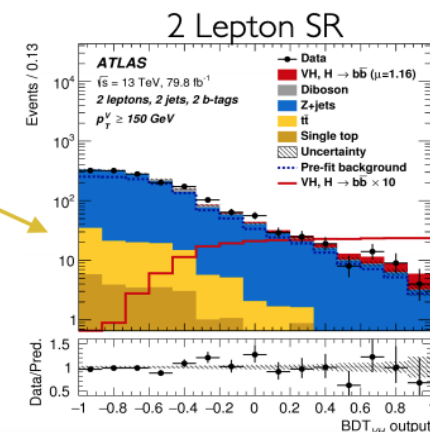 2 Lepton SR
Events / 0.13
ATLAS
√s = 13 TeV, 79.8 fb⁻¹
2 leptons, 2 jets, 2 b-tags
p_T^V ≥ 150 GeV
Data
VH, H → bb̄ (μ=1.16)
Diboson
Z+jets
tt̄
Single top
Uncertainty
Pre-fit background
VH, H → bb̄ × 10
10⁴
10³
10²
10
1
Data/Pred.
1.5
1
0.5
−1 −0.8 −0.6 −0.4 −0.2 0 0.2 0.4 0.6 0.8
BDT_VH output